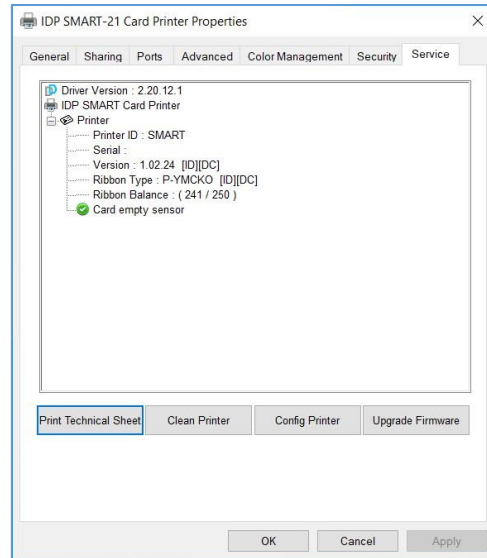 IDP SMART-21 Card Printer Properties
General Sharing Ports Advanced Color Management Security Service
Driver Version : 2.20.12.1
IDP SMART Card Printer
Printer
Printer ID : SMART
Serial :
Version : 1.02.24 [ID][DC]
Ribbon Type : P-YMCKO [ID][DC]
Ribbon Balance : ( 241 / 250 )
Card empty sensor
Print Technical Sheet Clean Printer Config Printer Upgrade Firmware
OK Cancel Apply